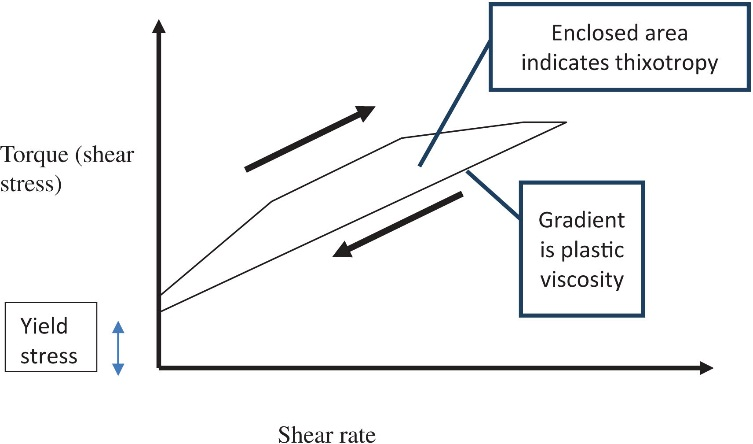 Enclosed area
indicates thixotropy
Torque (shear
stress)
Gradient
is plastic
viscosity
Yield
stress
Shear rate